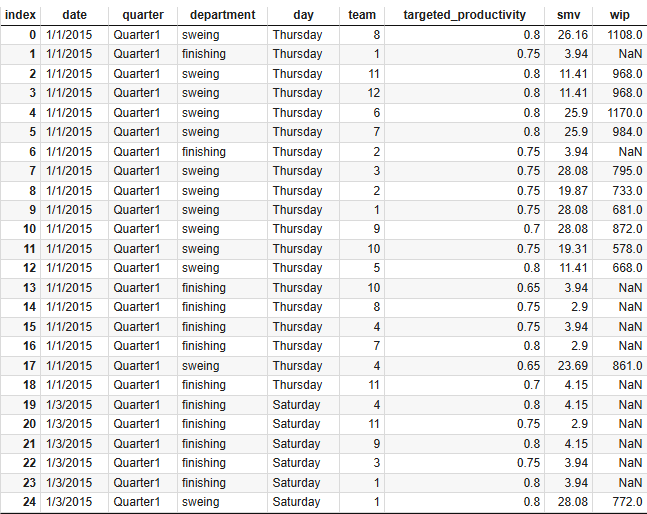 index date quarter department day team targeted_productivity smv wip
0 1/1/2015 Quarter1 sweing Thursday 8 0.8 26.16 1108.0
1 1/1/2015 Quarter1 finishing Thursday 1 0.75 3.94 NaN
2 1/1/2015 Quarter1 sweing Thursday 11 0.8 11.41 968.0
3 1/1/2015 Quarter1 sweing Thursday 12 0.8 11.41 968.0
4 1/1/2015 Quarter1 sweing Thursday 6 0.8 25.9 1170.0
5 1/1/2015 Quarter1 sweing Thursday 7 0.8 25.9 984.0
6 1/1/2015 Quarter1 finishing Thursday 2 0.75 3.94 NaN
7 1/1/2015 Quarter1 sweing Thursday 3 0.75 28.08 795.0
8 1/1/2015 Quarter1 sweing Thursday 2 0.75 19.87 733.0
9 1/1/2015 Quarter1 sweing Thursday 1 0.75 28.08 681.0
10 1/1/2015 Quarter1 sweing Thursday 9 0.7 28.08 872.0
11 1/1/2015 Quarter1 sweing Thursday 10 0.75 19.31 578.0
12 1/1/2015 Quarter1 sweing Thursday 5 0.8 11.41 668.0
13 1/1/2015 Quarter1 finishing Thursday 10 0.65 3.94 NaN
14 1/1/2015 Quarter1 finishing Thursday 8 0.75 2.9 NaN
15 1/1/2015 Quarter1 finishing Thursday 4 0.75 3.94 NaN
16 1/1/2015 Quarter1 finishing Thursday 7 0.8 2.9 NaN
17 1/1/2015 Quarter1 sweing Thursday 4 0.65 23.69 861.0
18 1/1/2015 Quarter1 finishing Thursday 11 0.7 4.15 NaN
19 1/3/2015 Quarter1 finishing Saturday 4 0.8 4.15 NaN
20 1/3/2015 Quarter1 finishing Saturday 11 0.75 2.9 NaN
21 1/3/2015 Quarter1 finishing Saturday 9 0.8 4.15 NaN
22 1/3/2015 Quarter1 finishing Saturday 3 0.75 3.94 NaN
23 1/3/2015 Quarter1 finishing Saturday 1 0.8 3.94 NaN
24 1/3/2015 Quarter1 sweing Saturday 1 0.8 28.08 772.0